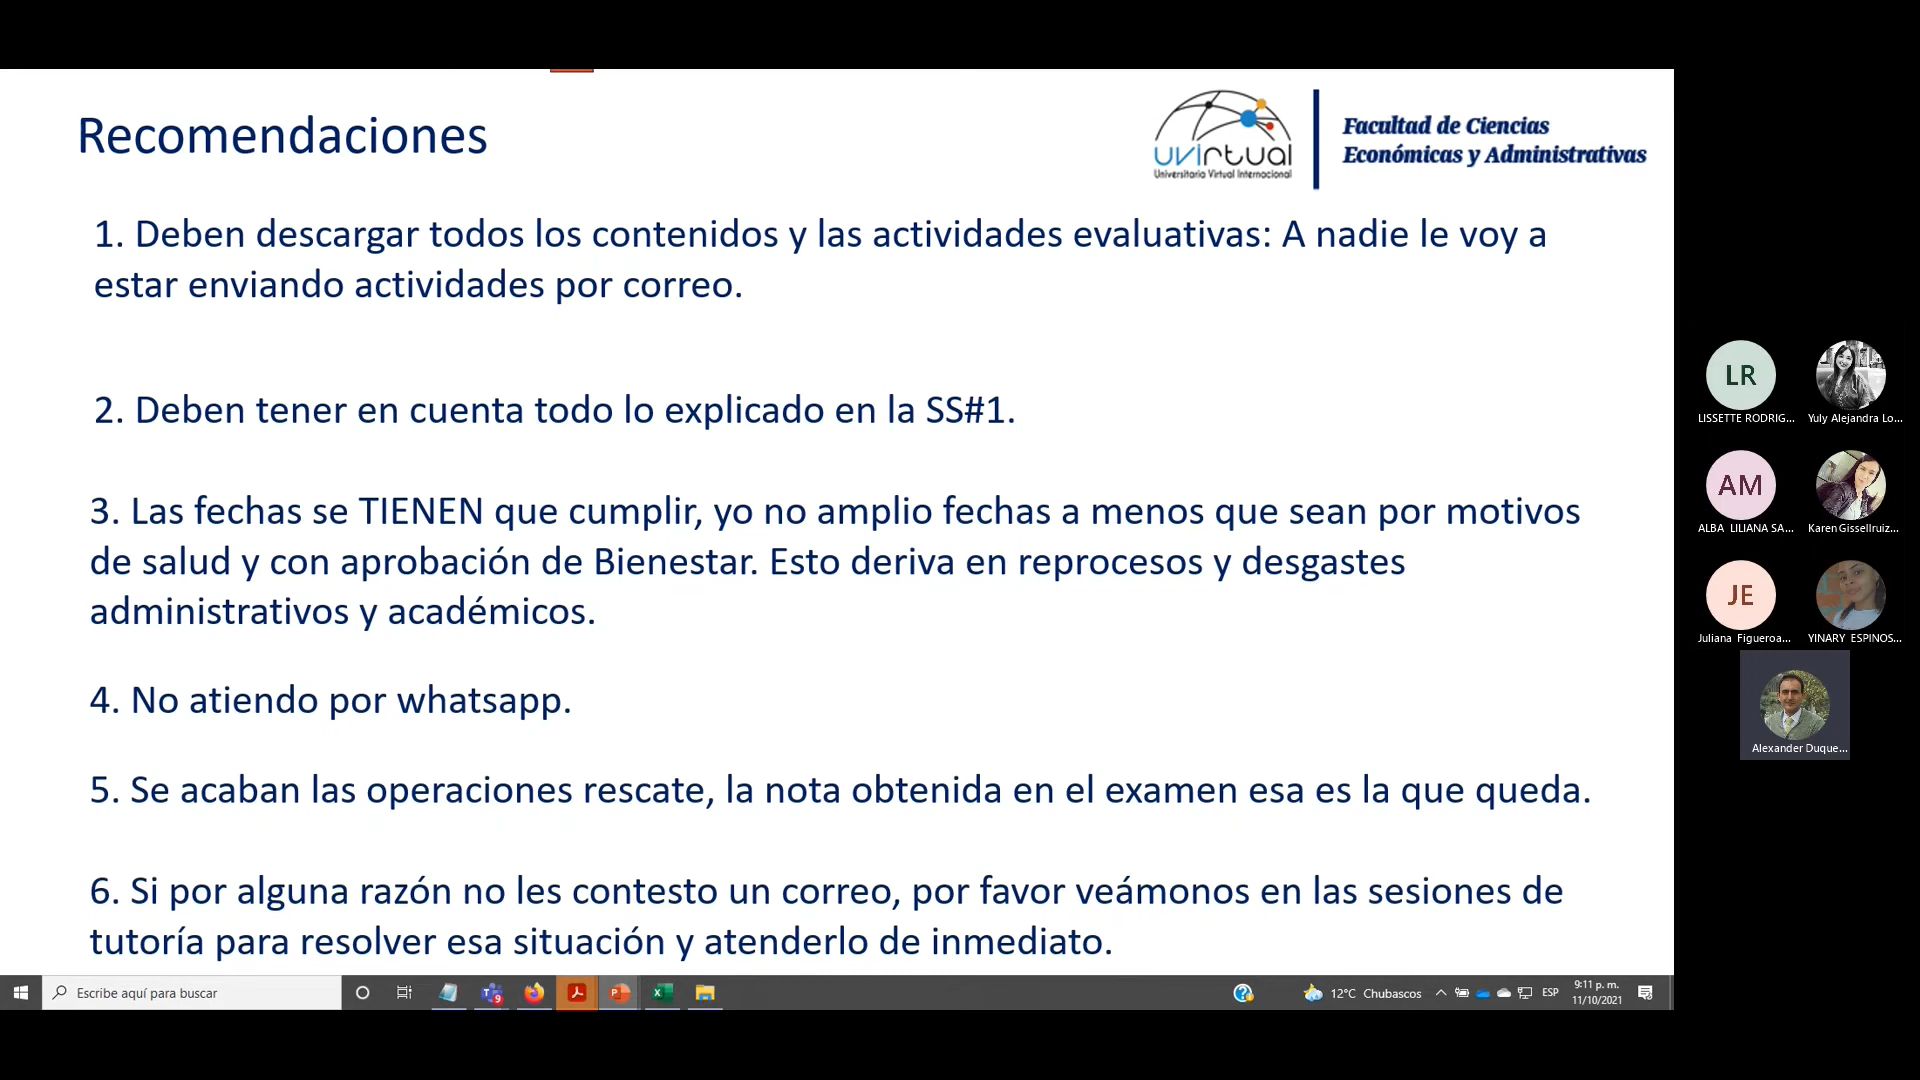 Recomendaciones
uvirtual
Universitaria Virtual Internacional
Facultad de Ciencias
Económicas y Administrativas
1. Deben descargar todos los contenidos y las actividades evaluativas: A nadie le voy a
estar enviando actividades por correo.
2. Deben tener en cuenta todo lo explicado en la SS#1.
3. Las fechas se TIENEN que cumplir, yo no amplio fechas a menos que sean por motivos
de salud y con aprobación de Bienestar. Esto deriva en reprocesos y desgastes
administrativos y académicos.
4. No atiendo por whatsapp.
5. Se acaban las operaciones rescate, la nota obtenida en el examen esa es la que queda.
6. Si por alguna razón no les contesto un correo, por favor veámonos en las sesiones de
tutoría para resolver esa situación y atenderlo de inmediato.
LR
LISSETTE RODRIG...
Yuly Alejandra Lo...
AM
ALBA LILIANA SA...
Karen Gissellruiz...
JE
Juliana Figueroa...
YINARY ESPINOS...
Alexander Duque...
Escribe aquí para buscar
9
12°C Chubascos
ESP
9:11 p. m.
11/10/2021